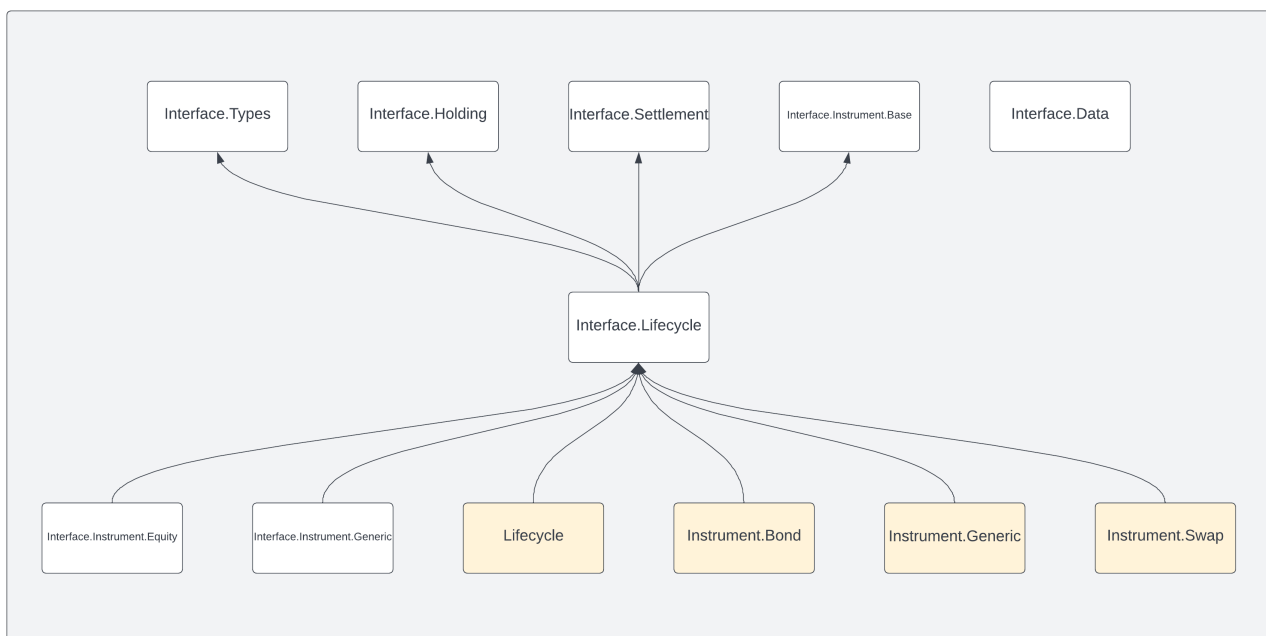 Interface.Types
Interface.Holding
Interface.Settlement
Interface.Instrument.Base
Interface.Data
Interface.Lifecycle
Interface.Instrument.Equity
Interface.Instrument.Generic
Lifecycle
Instrument.Bond
Instrument.Generic
Instrument.Swap